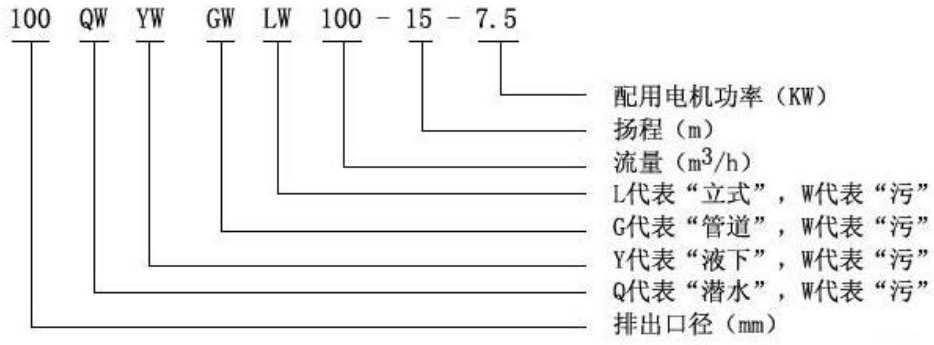 100 QW YW GW LW 100 - 15 - 7.5
配用电机功率（KW）
扬程（m）
流量（m³/h）
L代表“立式”，W代表“污”
G代表“管道”，W代表“污”
Y代表“液下”，W代表“污”
Q代表“潜水”，W代表“污”
排出口径（mm）